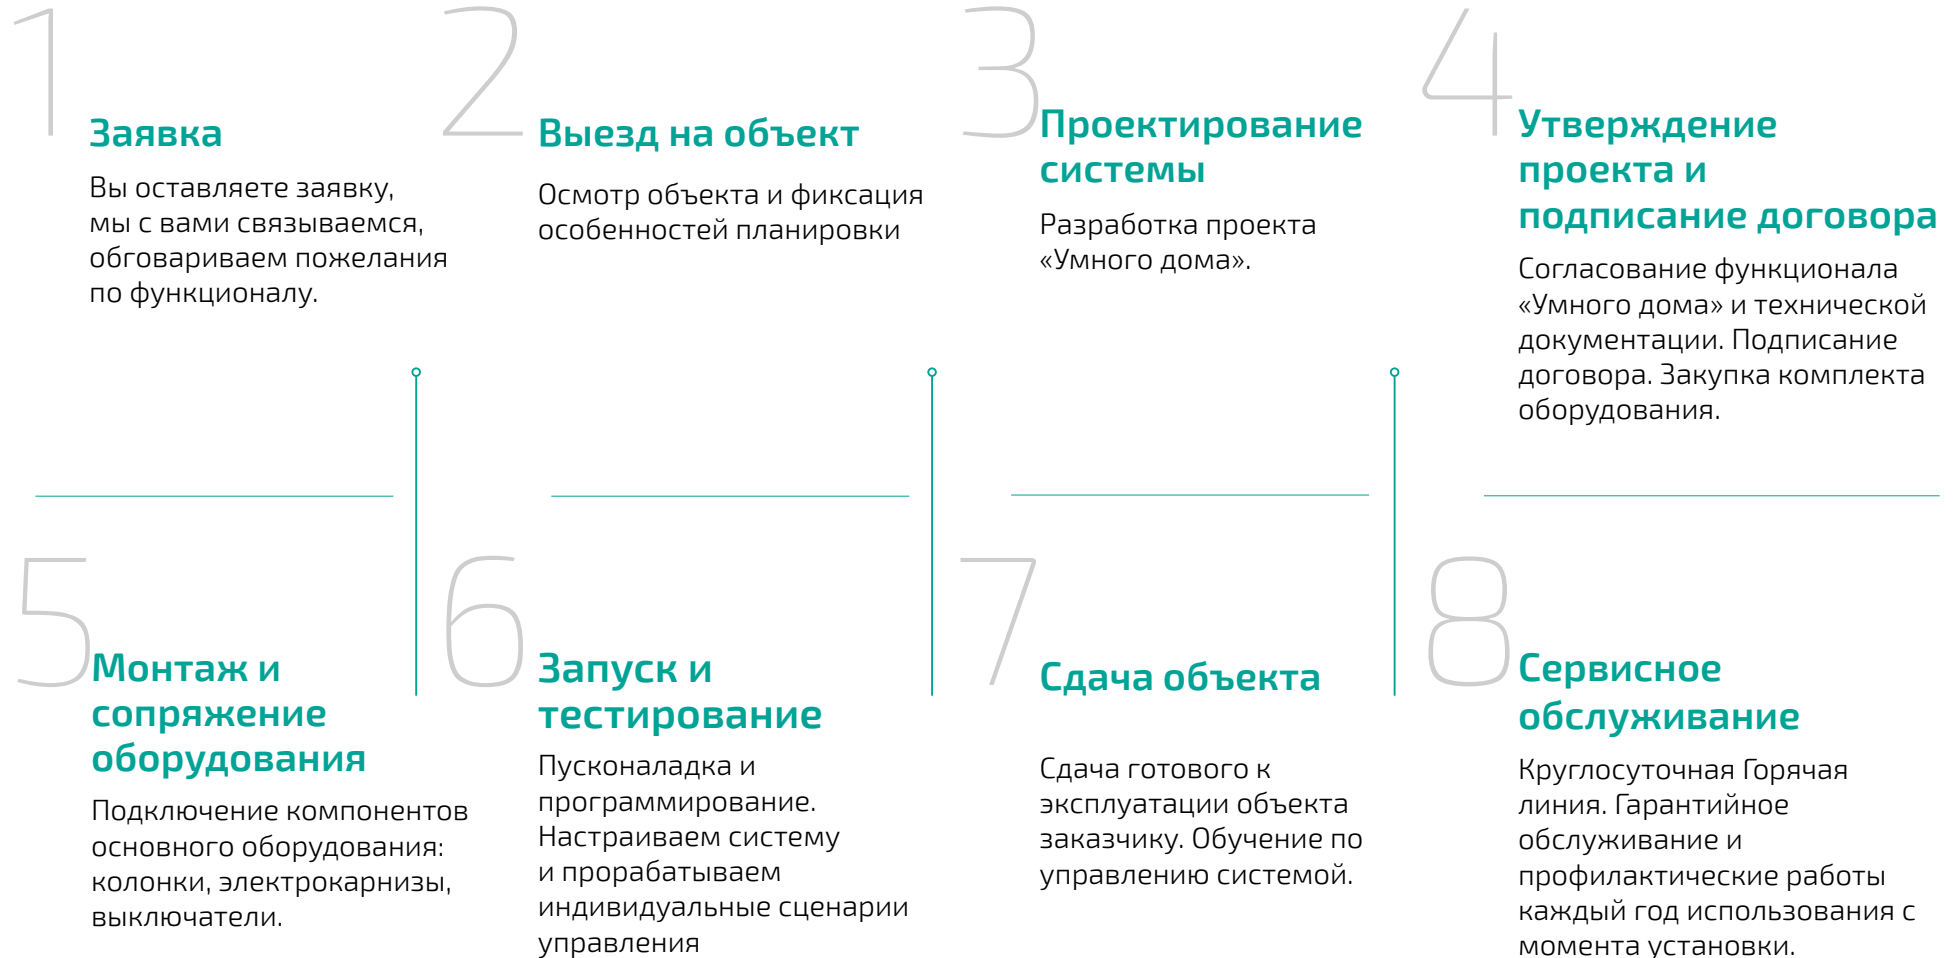 1
Заявка
Вы оставляете заявку,
мы с вами связываемся,
обговариваем пожелания
по функционалу.
2
Выезд на объект
Осмотр объекта и фиксация
особенностей планировки
3
Проектирование
системы
Разработка проекта
«Умного дома».
4
Утверждение
проекта и
подписание договора
Согласование функционала
«Умного дома» и технической
документации. Подписание
договора. Закупка комплекта
оборудования.
5
Монтаж и
сопряжение
оборудования
Подключение компонентов
основного оборудования:
колонки, электрокарнизы,
выключатели.
6
Запуск и
тестирование
Пусконаладка и
программирование.
Настраиваем систему
и прорабатываем
индивидуальные сценарии
управления
7
Сдача объекта
Сдача готового к
эксплуатации объекта
заказчику. Обучение по
управлению системой.
8
Сервисное
обслуживание
Круглосуточная Горячая
линия. Гарантийное
обслуживание и
профилактические работы
каждый год использования с
момента установки.